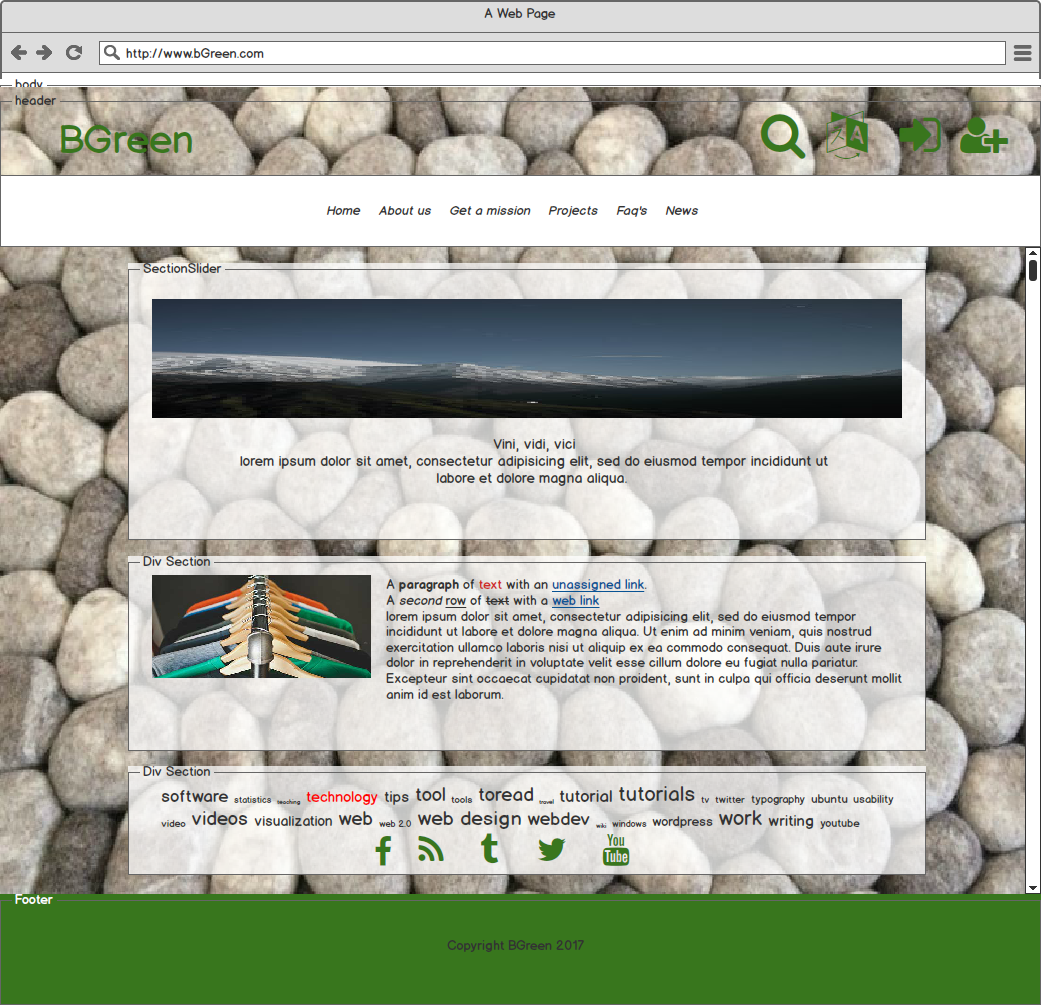 A Web Page
http://www.bGreen.com
body
header
BGreen
A
Home About us Get a mission Projects Faq's News
SectionSlider
Vini, vidi, vici
lorem ipsum dolor sit amet, consectetur adipisicing elit, sed do eiusmod tempor incididunt ut
labore et dolore magna aliqua.
Div Section
A paragraph of text with an unassigned link.
A second row of text with a web link
lorem ipsum dolor sit amet, consectetur adipisicing elit, sed do eiusmod tempor
incididunt ut labore et dolore magna aliqua. Ut enim ad minim veniam, quis nostrud
exercitation ullamco laboris nisi ut aliquip ex ea commodo consequat. Duis aute irure
dolor in reprehenderit in voluptate velit esse cillum dolore eu fugiat nulla pariatur.
Excepteur sint occaecat cupidatat non proident, sunt in culpa qui officia deserunt mollit
anim id est laborum.
Div Section
software statistics teaching technology tips tool tools toread travel tutorial tutorials tv twitter typography ubuntu usability
video videos visualization web web 2.0 web design webdev wiki windows wordpress work writing youtube
You
Tube
Footer
Copyright BGreen 2017